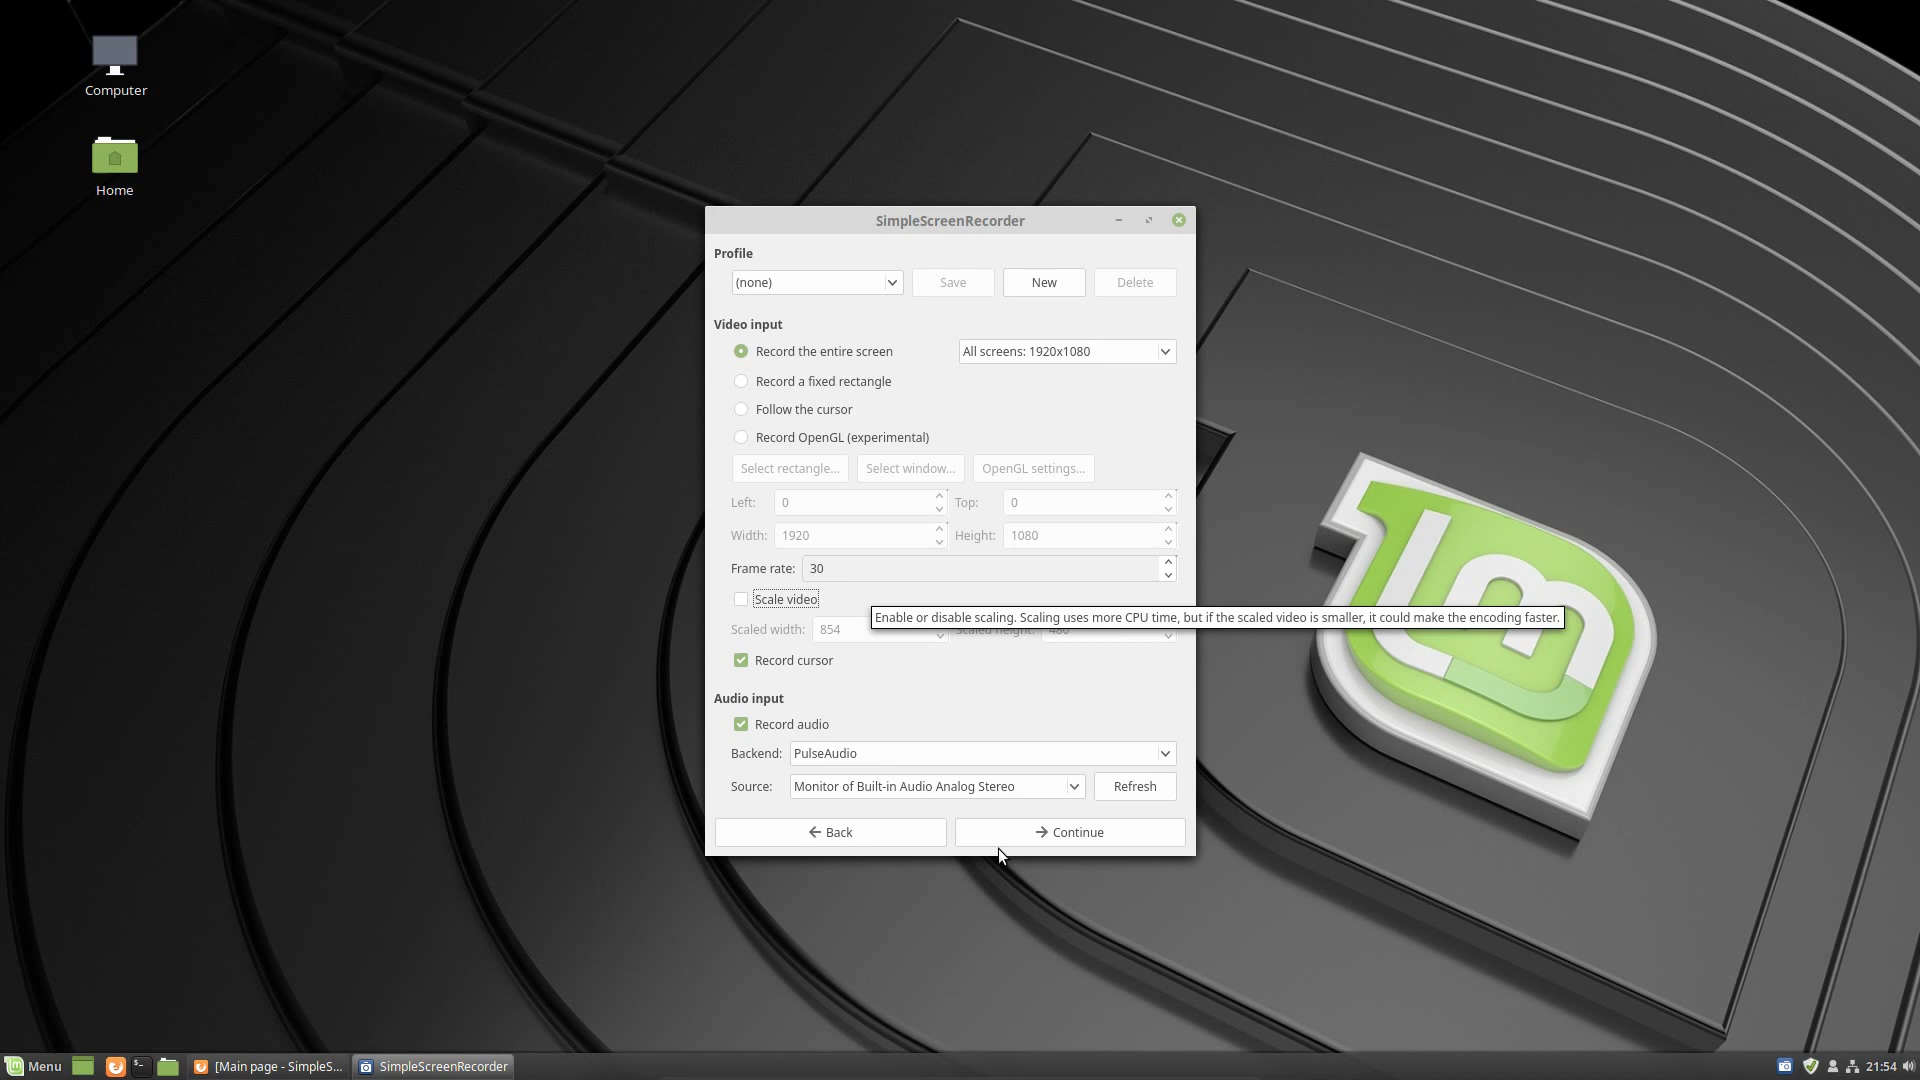 Computer
Home
SimpleScreenRecorder
Profile
(none) Save New Delete
Video input
Record the entire screen All screens: 1920x1080
Record a fixed rectangle
Follow the cursor
Record OpenGL (experimental)
Select rectangle... Select window... OpenGL settings...
Left: 0 Top: 0
Width: 1920 Height: 1080
Frame rate: 30
Scale video
Enable or disable scaling. Scaling uses more CPU time, but if the scaled video is smaller, it could make the encoding faster.
Scaled width: 854 Scaled height: 480
Record cursor
Audio input
Record audio
Backend: PulseAudio
Source: Monitor of Built-in Audio Analog Stereo Refresh
Back Continue
Menu [Main page - SimpleS... SimpleScreenRecorder 21:54